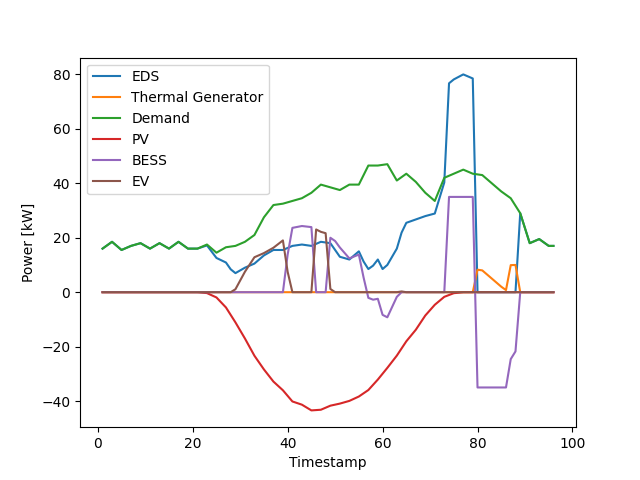 EDS
Thermal Generator
Demand
PV
BESS
EV
80
60
40
20
0
−20
−40
Power [kW]
0 20 40 60 80 100
Timestamp